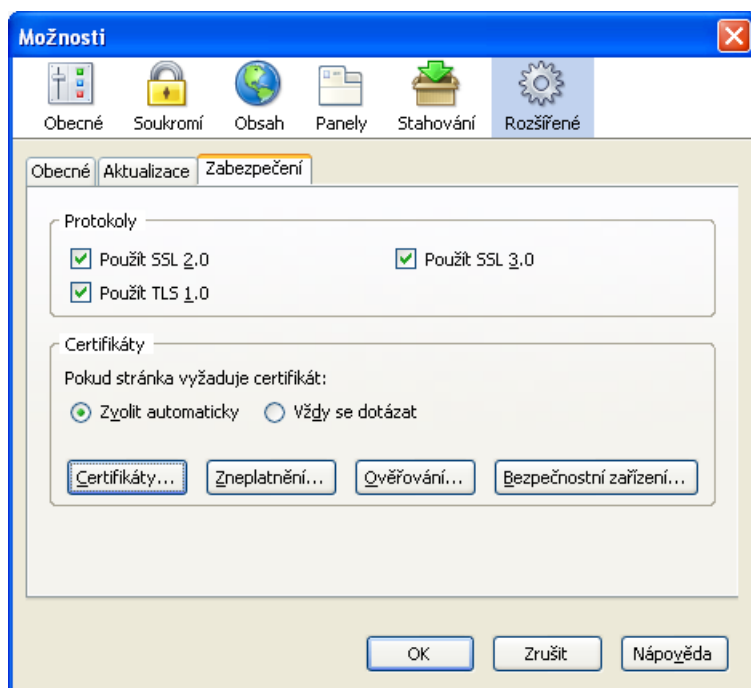 Možnosti
Obecné Soukromí Obsah Panely Stahování Rozšířené
Obecné Aktualizace Zabezpečení
Protokoly
Použít SSL 2.0 Použít SSL 3.0
Použít TLS 1.0
Certifikáty
Pokud stránka vyžaduje certifikát:
Zvolit automaticky Vždy se dotázat
Certifikáty... Zneplatnění... Ověřování... Bezpečnostní zařízení...
OK Zrušit Nápověda